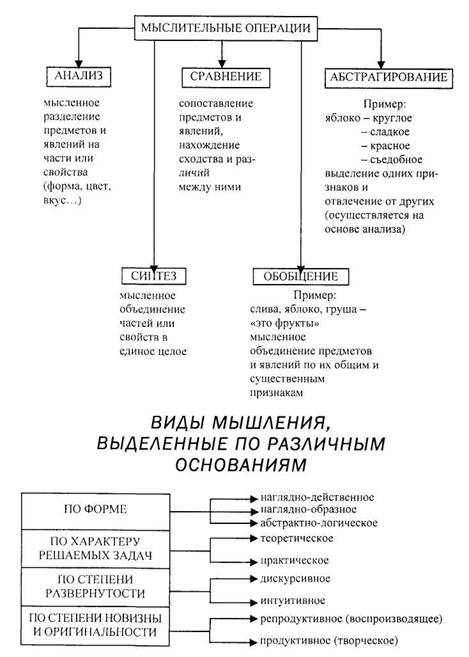 МЫСЛИТЕЛЬНЫЕ ОПЕРАЦИИ
АНАЛИЗ
мысленное
разделение
предметов и
явлений на
части или
свойства
(форма, цвет,
вкус...)
СРАВНЕНИЕ
сопоставление
предметов и
явлений,
нахождение
сходства и раз-
личий
между ними
АБСТРАГИРОВАНИЕ
Пример:
яблоко – круглое
– сладкое
– красное
– съедобное
выделение одних при-
знаков и
отвлечение от других
(осуществляется на
основе анализа)
СИНТЕЗ
мысленное
объединение
частей или
свойств в
единое целое
ОБОБЩЕНИЕ
Пример:
слива, яблоко, груша –
«это фрукты»
мысленное
объединение предметов
и явлений по их общим и
существенным
признакам
ВИДЫ МЫШЛЕНИЯ,
ВЫДЕЛЕННЫЕ ПО РАЗЛИЧНЫМ
ОСНОВАНИЯМ
ПО ФОРМЕ
наглядно-действенное
наглядно-образное
абстрактно-логическое
ПО ХАРАКТЕРУ
РЕШАЕМЫХ ЗАДАЧ
теоретическое
практическое
ПО СТЕПЕНИ
РАЗВЕРНУТОСТИ
дискурсивное
интуитивное
ПО СТЕПЕНИ НОВИЗНЫ
И ОРИГИНАЛЬНОСТИ
репродуктивное (воспроизводящее)
продуктивное (творческое)